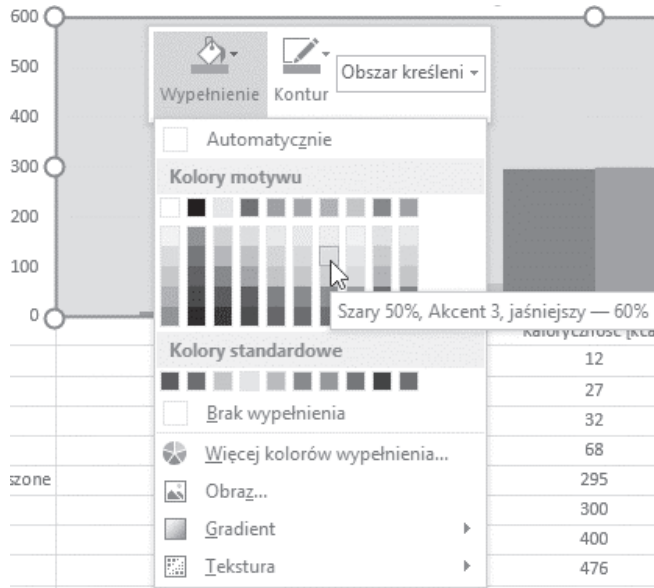 600
500
400
300
200
100
0
Wypełnienie Kontur
Obszar kreśleni
Automatycznie
Kolory motywu
Szary 50%, Akcent 3, jaśniejszy — 60%
Kolory standardowe
Brak wypełnienia
Więcej kolorów wypełnienia...
Obraz...
Gradient
Tekstura
kaloryczność [kca
12
27
32
68
szone 295
300
400
476